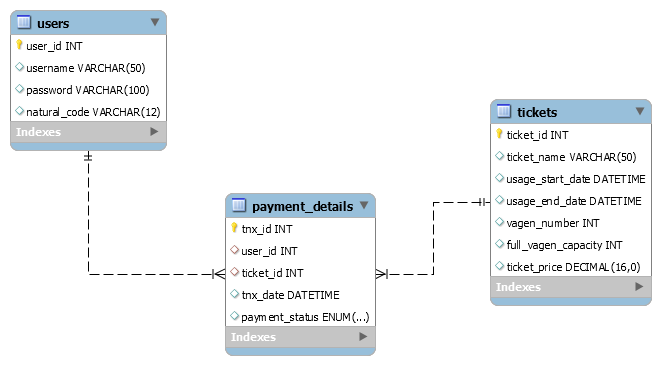 users
user_id INT
username VARCHAR(50)
password VARCHAR(100)
natural_code VARCHAR(12)
Indexes
tickets
ticket_id INT
ticket_name VARCHAR(50)
usage_start_date DATETIME
usage_end_date DATETIME
vagen_number INT
full_vagen_capacity INT
ticket_price DECIMAL(16,0)
Indexes
payment_details
tnx_id INT
user_id INT
ticket_id INT
tnx_date DATETIME
payment_status ENUM(...)
Indexes